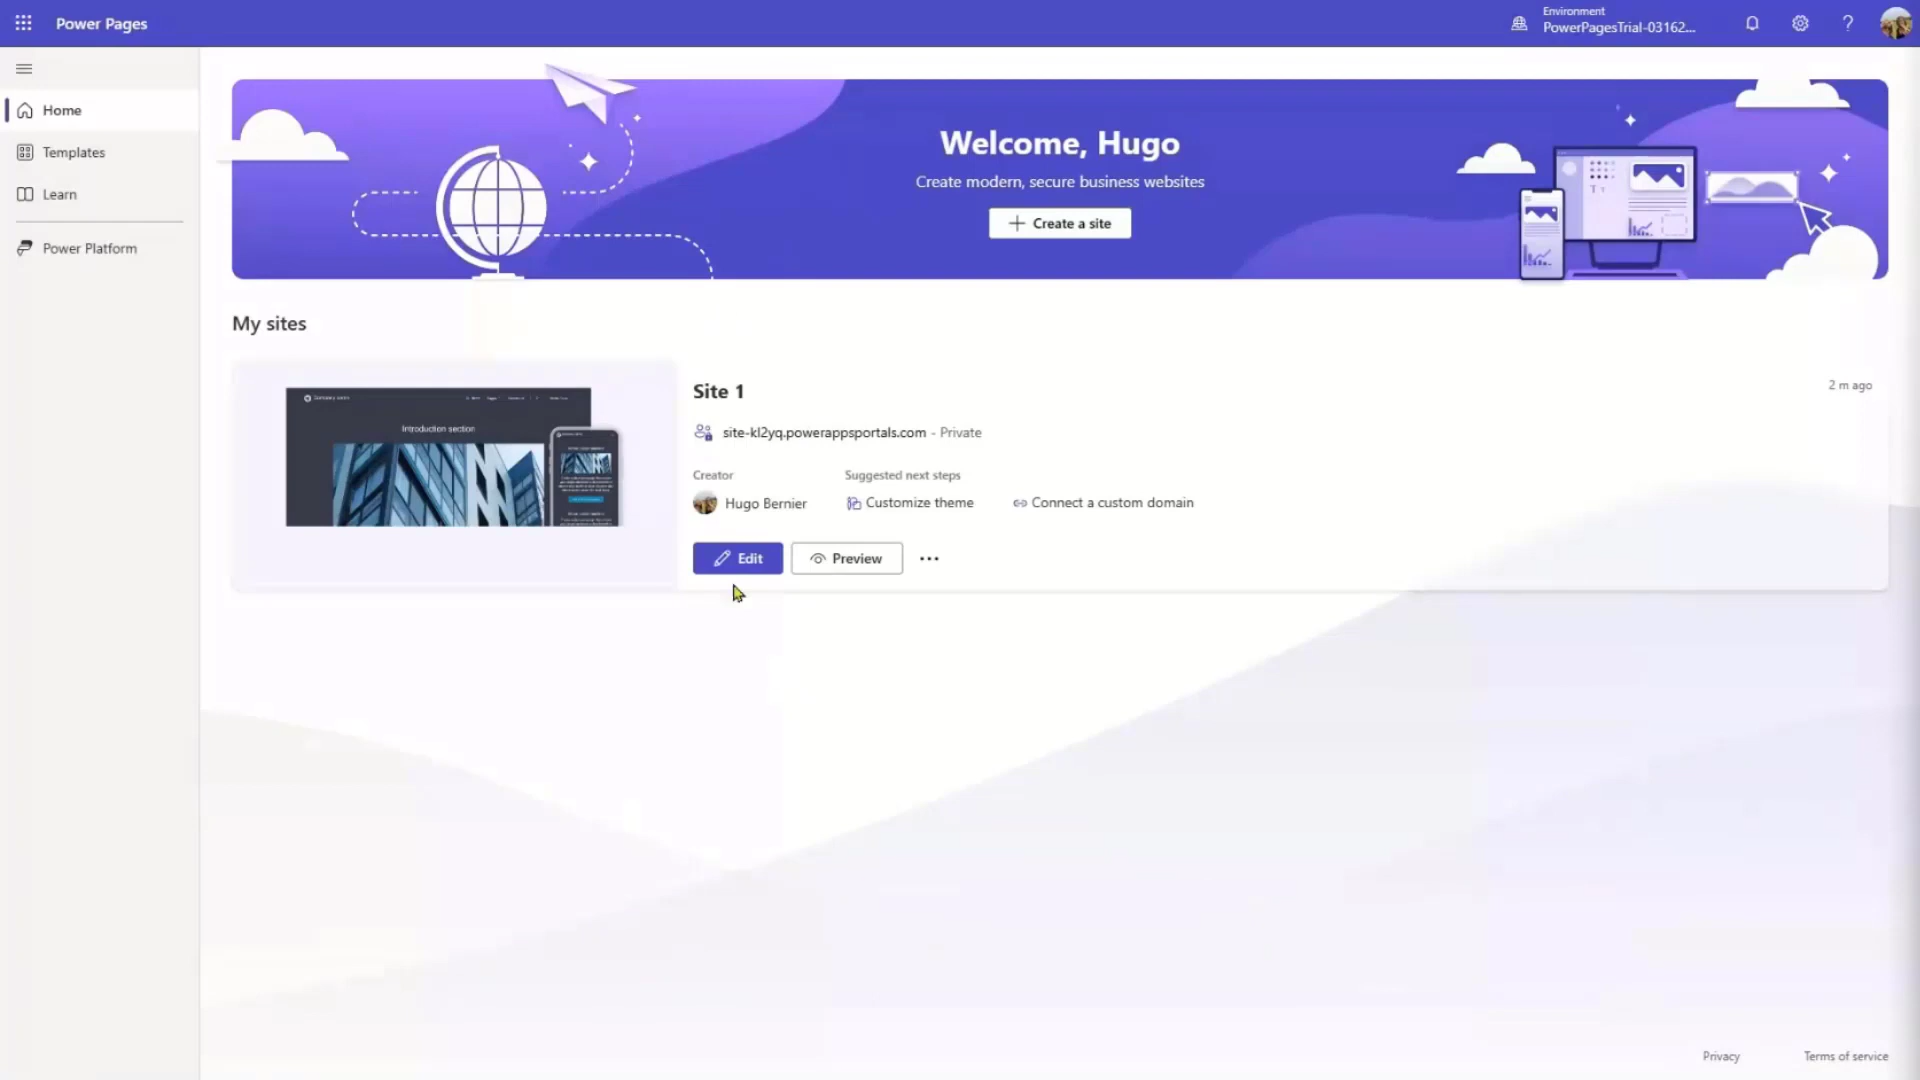 Power Pages
Environment
PowerPagesTrial-03162...
?
Home
Templates
Learn
Power Platform
Welcome, Hugo
Create modern, secure business websites
+ Create a site
My sites
Introduction section
Site 1
2 m ago
site-kl2yq.powerappsportals.com - Private
Creator
Suggested next steps
Hugo Bernier
Customize theme
Connect a custom domain
Edit
Preview
...
Privacy
Terms of service